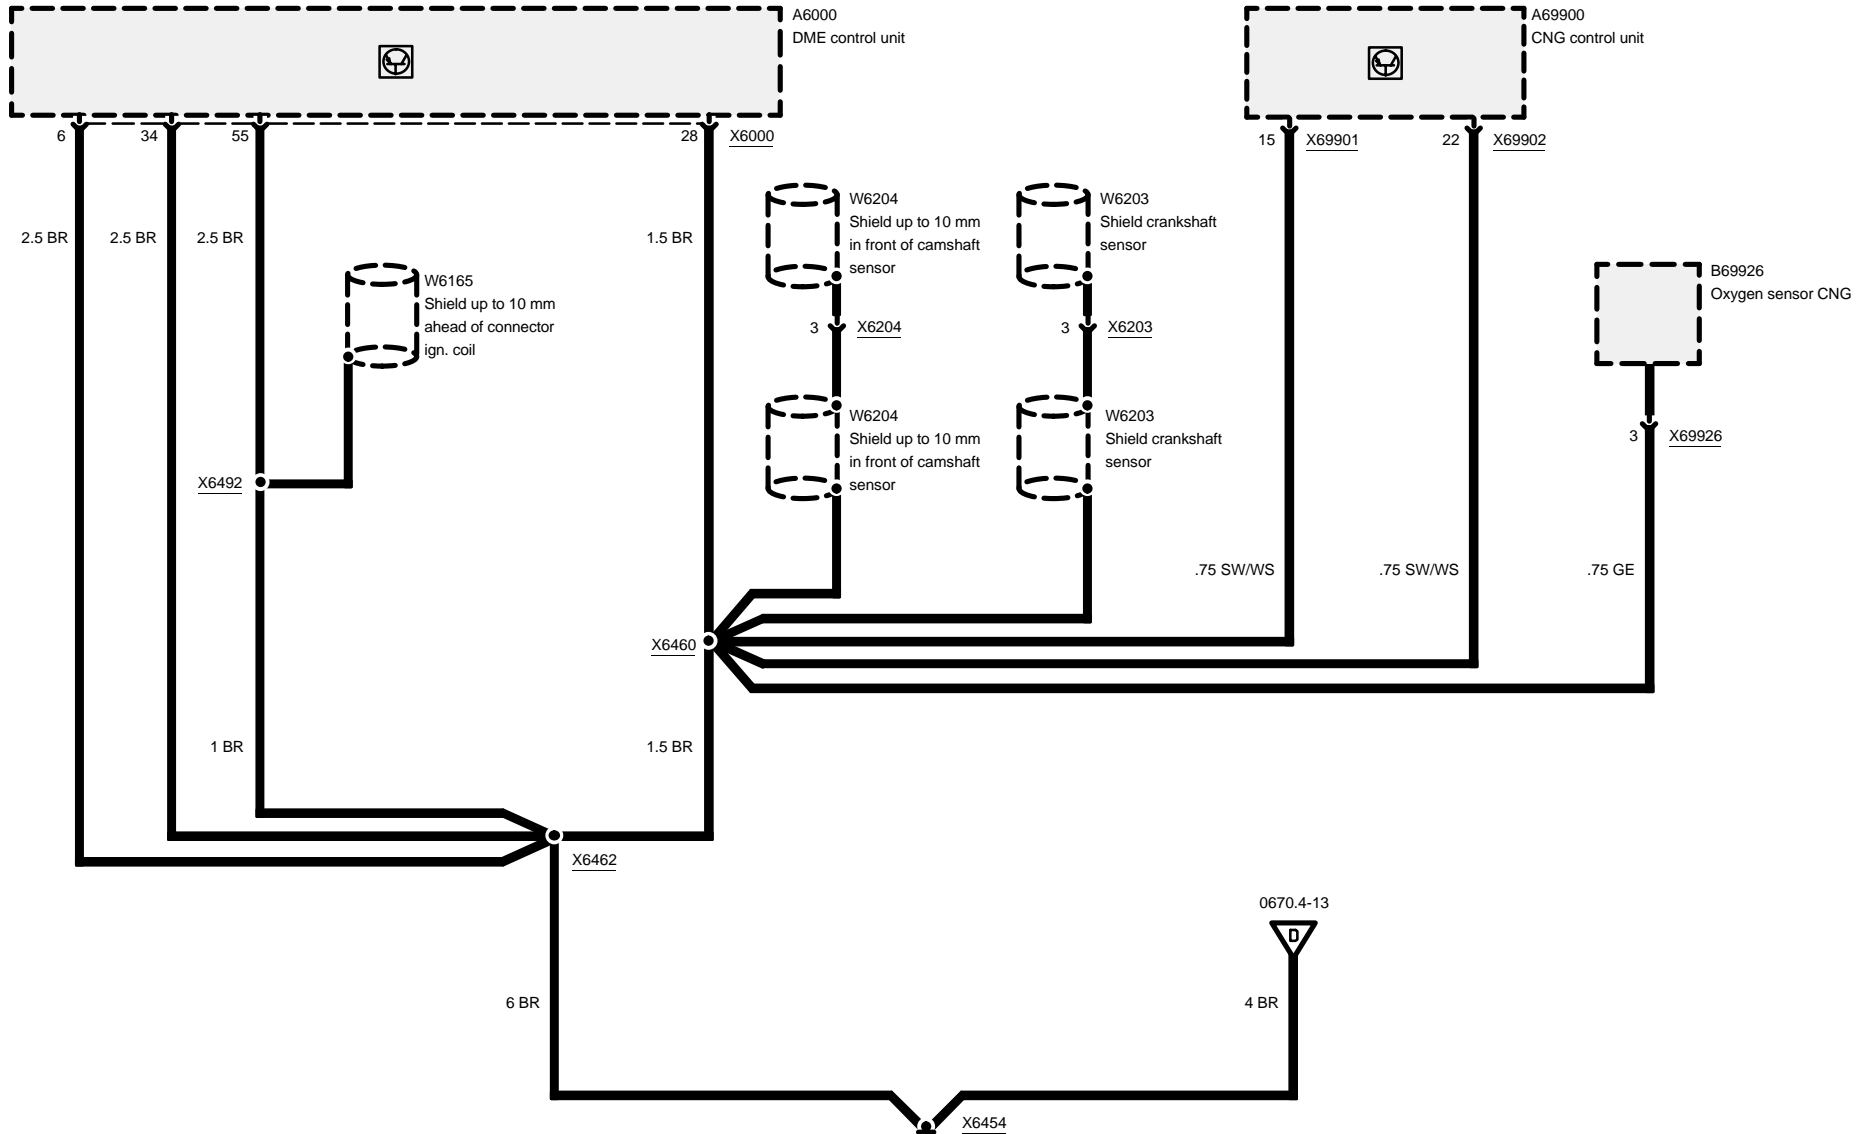 A6000
DME control unit
A69900
CNG control unit
6
34
55
28
X6000
15
X69901
22
X69902
W6204
Shield up to 10 mm
in front of camshaft
sensor
W6203
Shield crankshaft
sensor
2.5 BR
2.5 BR
2.5 BR
1.5 BR
W6165
Shield up to 10 mm
ahead of connector
ign. coil
B69926
Oxygen sensor CNG
3
X6204
3
X6203
W6204
Shield up to 10 mm
in front of camshaft
sensor
W6203
Shield crankshaft
sensor
3
X69926
X6492
.75 SW/WS
.75 SW/WS
.75 GE
X6460
1 BR
1.5 BR
X6462
0670.4-13
D
6 BR
4 BR
X6454